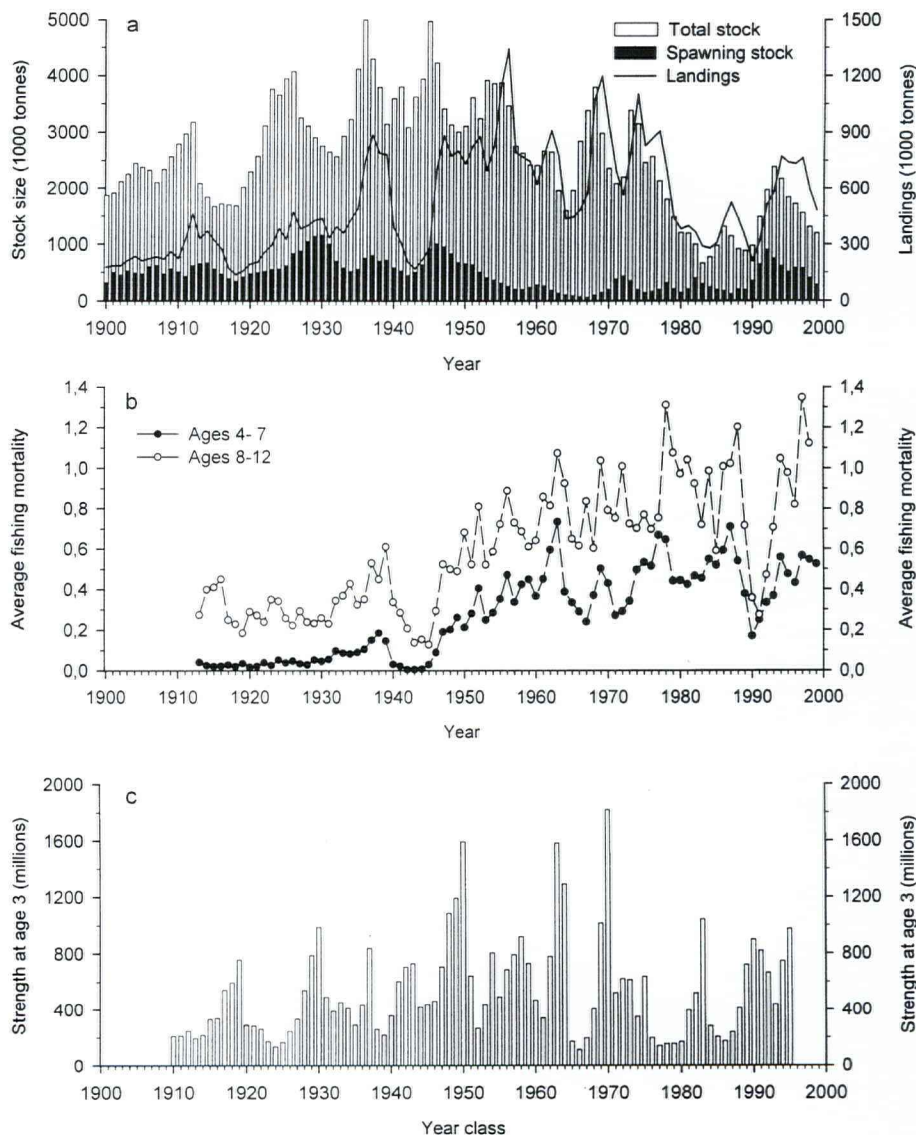 a
Total stock
Spawning stock
Landings
5000
4000
3000
2000
1000
0
Stock size (1000 tonnes)
1500
1200
900
600
300
0
Landings (1000 tonnes)
1900 1910 1920 1930 1940 1950 1960 1970 1980 1990 2000
Year
b
Ages 4- 7
Ages 8-12
1,4
1,2
1,0
0,8
0,6
0,4
0,2
0,0
Average fishing mortality
1,4
1,2
1,0
0,8
0,6
0,4
0,2
0,0
Average fishing mortality
1900 1910 1920 1930 1940 1950 1960 1970 1980 1990 2000
Year
c
2000
1600
1200
800
400
0
Strength at age 3 (millions)
2000
1600
1200
800
400
0
Strength at age 3 (millions)
1900 1910 1920 1930 1940 1950 1960 1970 1980 1990 2000
Year class